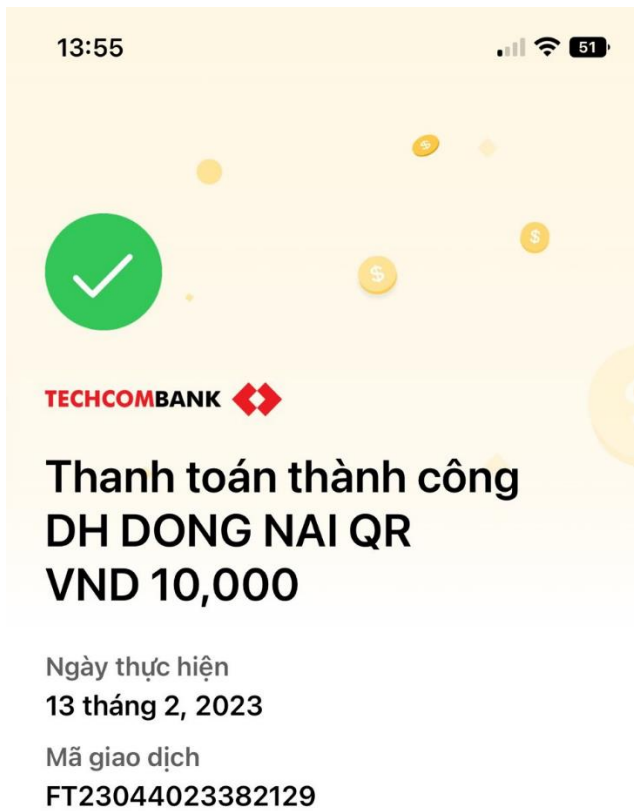 13:55
51
TECHCOMBANK
Thanh toán thành công
DH DONG NAI QR
VND 10,000
Ngày thực hiện
13 tháng 2, 2023
Mã giao dịch
FT23044023382129